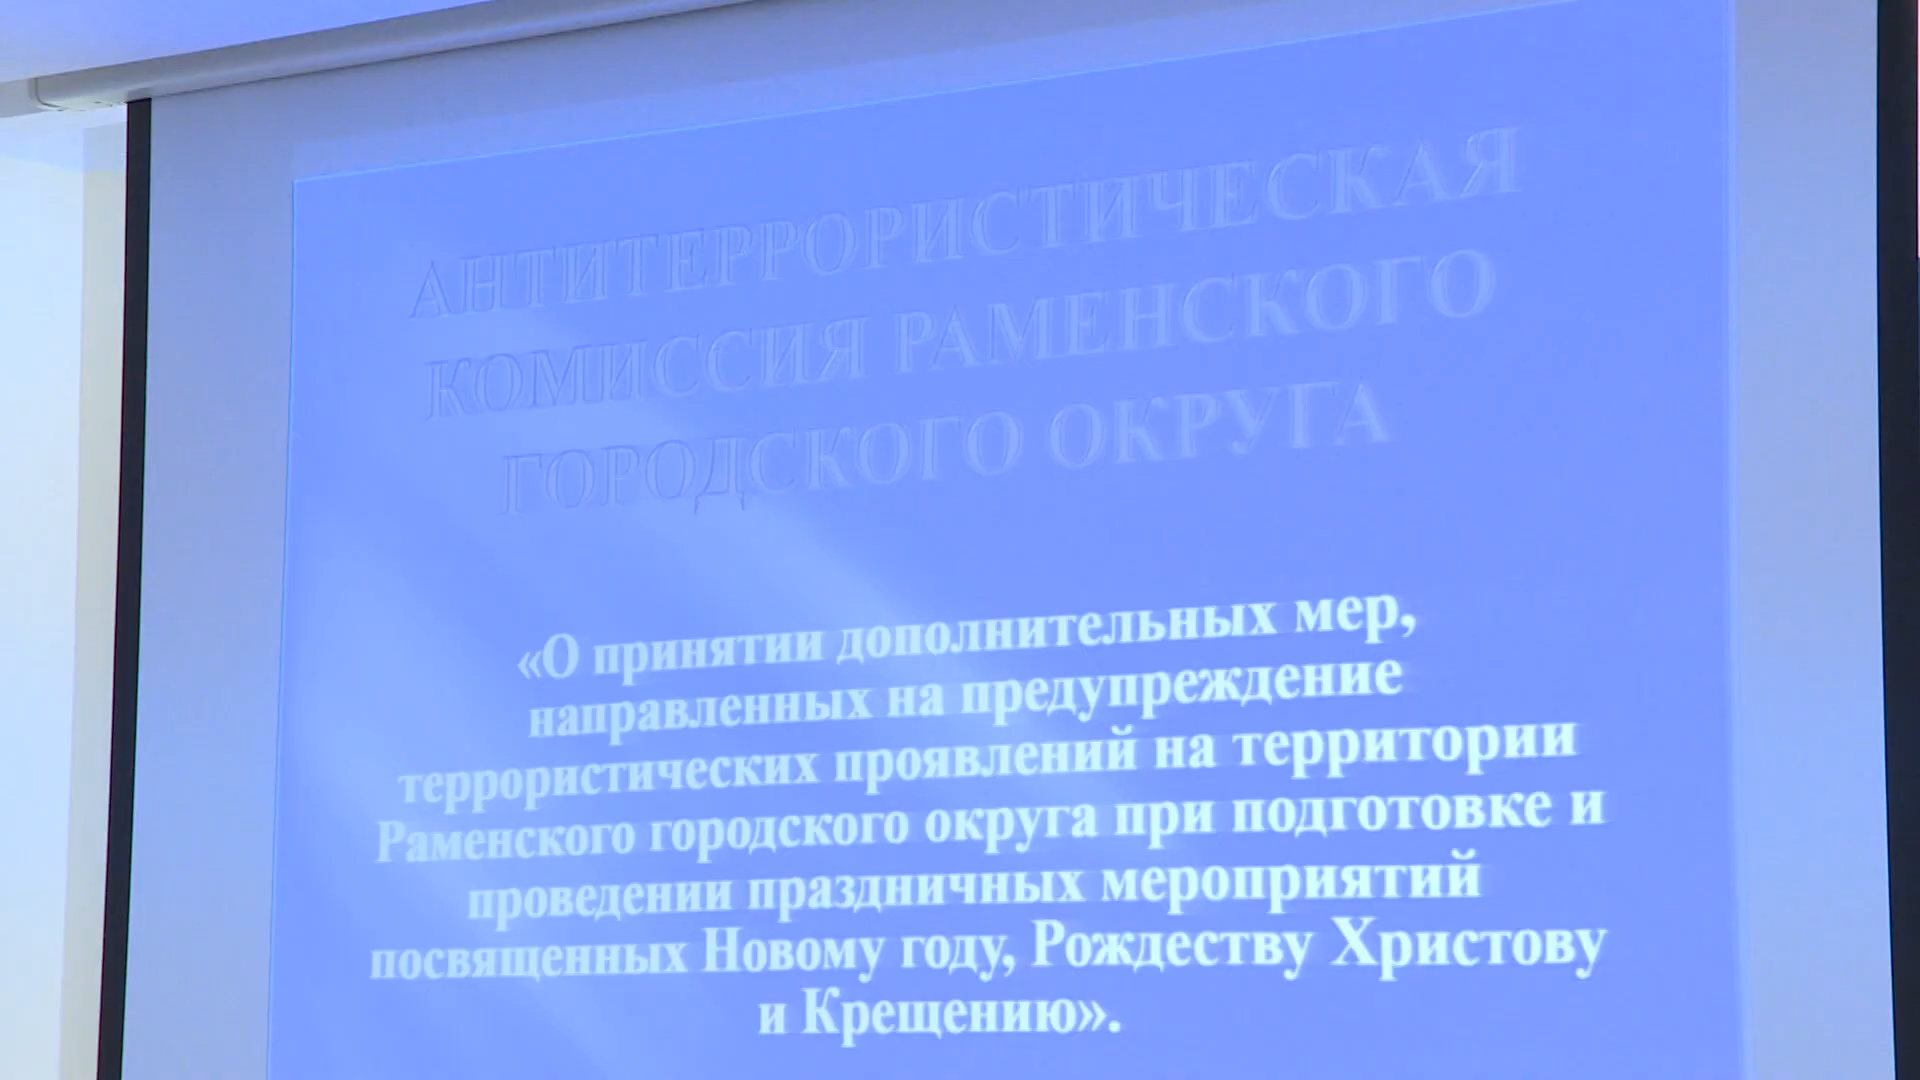 АНТИТЕРРОРИСТИЧЕСКАЯ
КОМИССИЯ РАМЕНСКОГО
ГОРОДСКОГО ОКРУГА
«О принятии дополнительных мер,
направленных на предупреждение
террористических проявлений на территории
Раменского городского округа при подготовке и
проведении праздничных мероприятий
посвященных Новому году, Рождеству Христову
и Крещению».